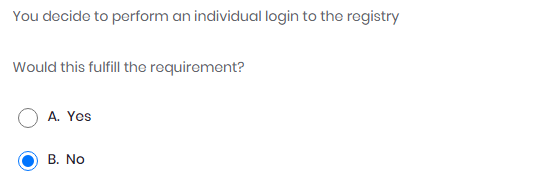 You decide to perform an individual login to the registry
Would this fulfill the requirement?
A. Yes
B. No